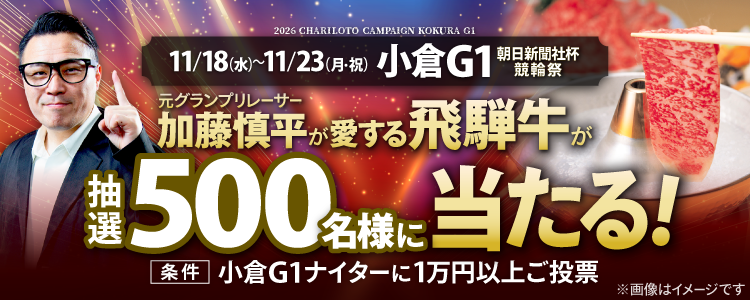 2026 CHARILOTO CAMPAIGN KOKURA G1
11/18(水)~11/23(月・祝) 小倉G1 朝日新聞社杯
競輪祭
元グランプリレーサー
加藤慎平が愛する飛騨牛が
抽選500名様に当たる!
条件 小倉G1ナイターに1万円以上ご投票
※画像はイメージです